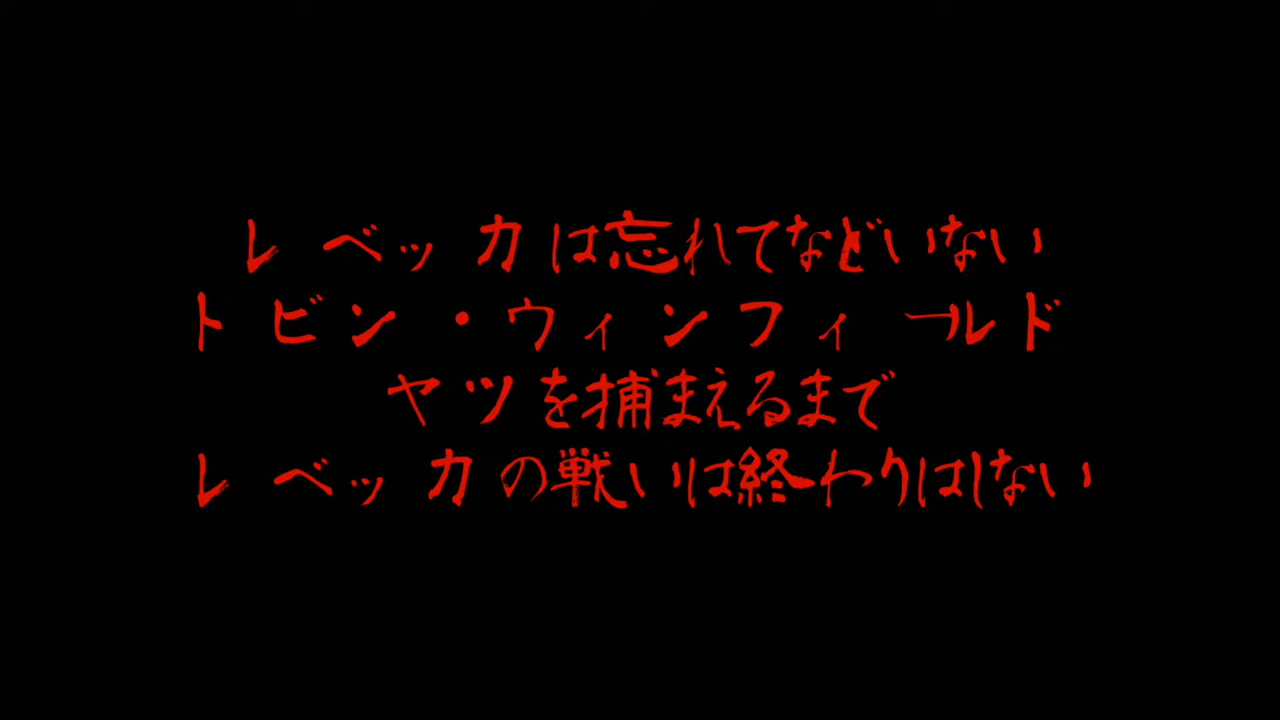 レベッカは忘れてなどいない
トビン・ウィンフィールド
ヤツを捕まえるまで
レベッカの戦いは終わりはしない